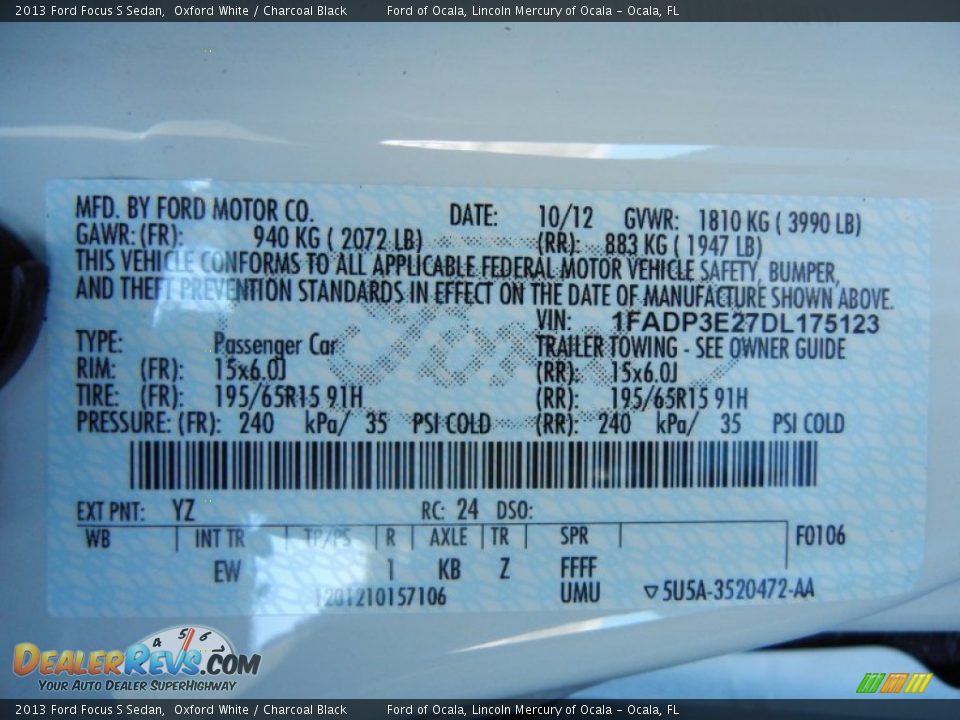 2013 Ford Focus S Sedan,  Oxford White / Charcoal Black    Ford of Ocala, Lincoln Mercury of Ocala - Ocala, FL
MFD. BY FORD MOTOR CO.    DATE:    10/12    GVWR:  1810 KG ( 3990 LB)
GAWR: (FR):    940 KG ( 2072 LB)    (RR):    883 KG ( 1947 LB)
THIS VEHICLE CONFORMS TO ALL APPLICABLE FEDERAL MOTOR VEHICLE SAFETY, BUMPER,
AND THEFT PREVENTION STANDARDS IN EFFECT ON THE DATE OF MANUFACTURE SHOWN ABOVE.
VIN:    1FADP3E27DL175123
TYPE:    Passenger Car    TRAILER TOWING - SEE OWNER GUIDE
RIM:    (FR):    15x6.0J    (RR):    15x6.0J
TIRE:    (FR):    195/65R15 91H    (RR):    195/65R15 91H
PRESSURE: (FR):    240    kPa/    35    PSI COLD    (RR):    240    kPa/    35    PSI COLD
Ford
EXT PNT:    YZ    RC:  24    DSO:
WB    INT TR    TP/PS    R    AXLE    TR    SPR    F0106
EW    1    KB    Z    FFFF
1201210157106    UMU    5U5A-3520472-AA
4 5 6
DEALERREVS.COM
YOUR AUTO DEALER SUPERHIGHWAY
2013 Ford Focus S Sedan,  Oxford White / Charcoal Black    Ford of Ocala, Lincoln Mercury of Ocala - Ocala, FL